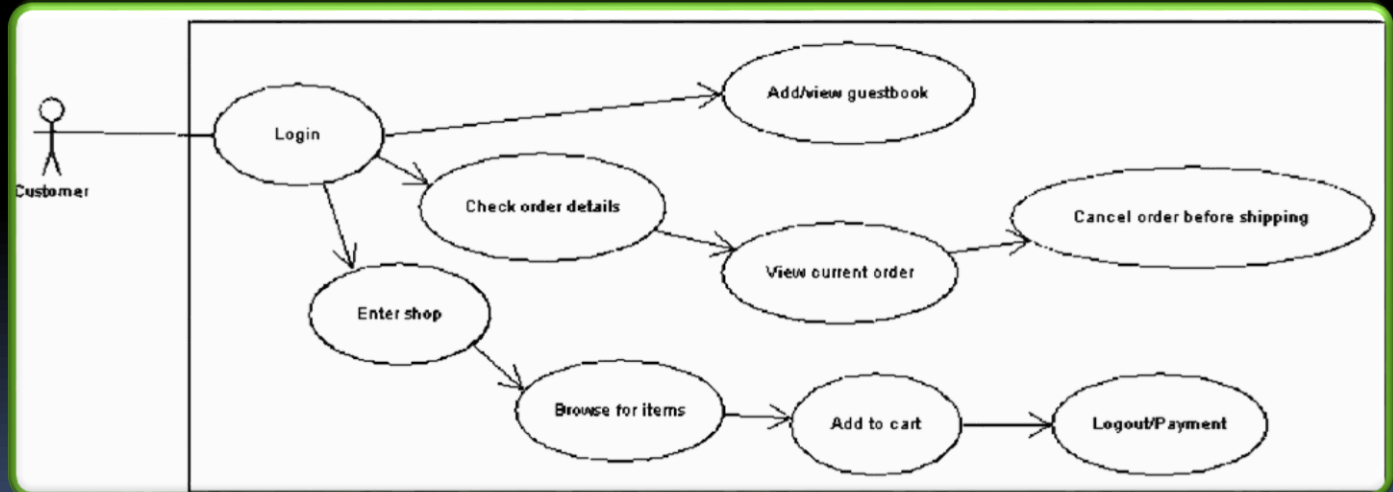 Add/view guestbook
Login
Customer
Check order details
Cancel order before shipping
View current order
Enter shop
Browse for items
Add to cart
Logout/Payment